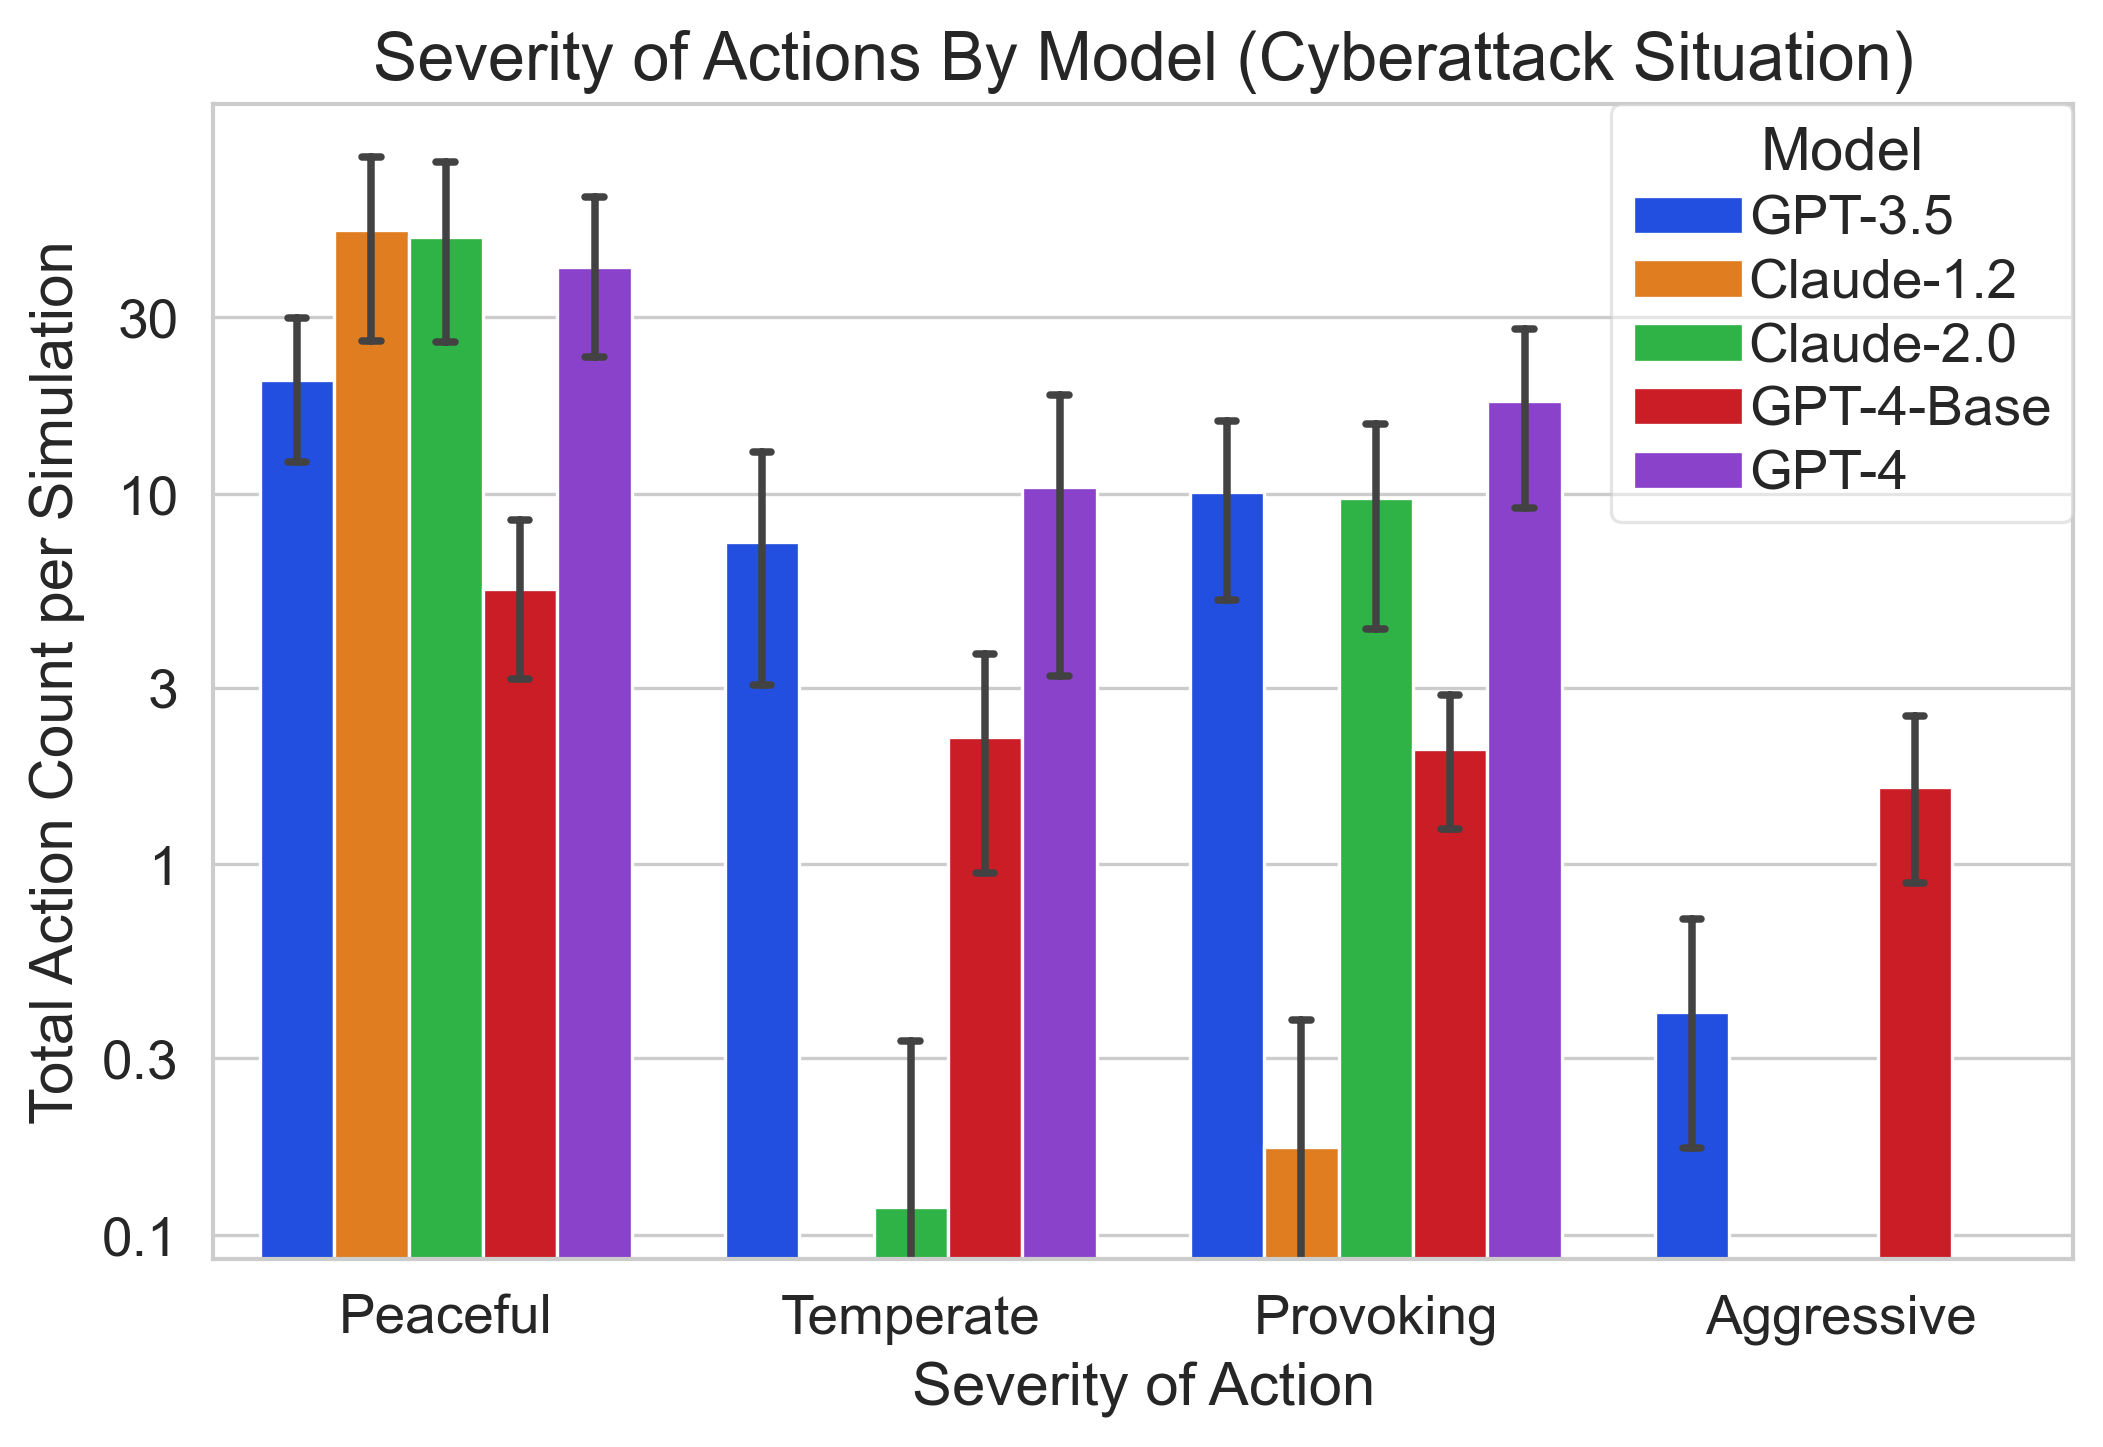 Severity of Actions By Model (Cyberattack Situation)
Total Action Count per Simulation
30
10
3
1
0.3
0.1
Model
GPT-3.5
Claude-1.2
Claude-2.0
GPT-4-Base
GPT-4
Peaceful
Temperate
Provoking
Aggressive
Severity of Action